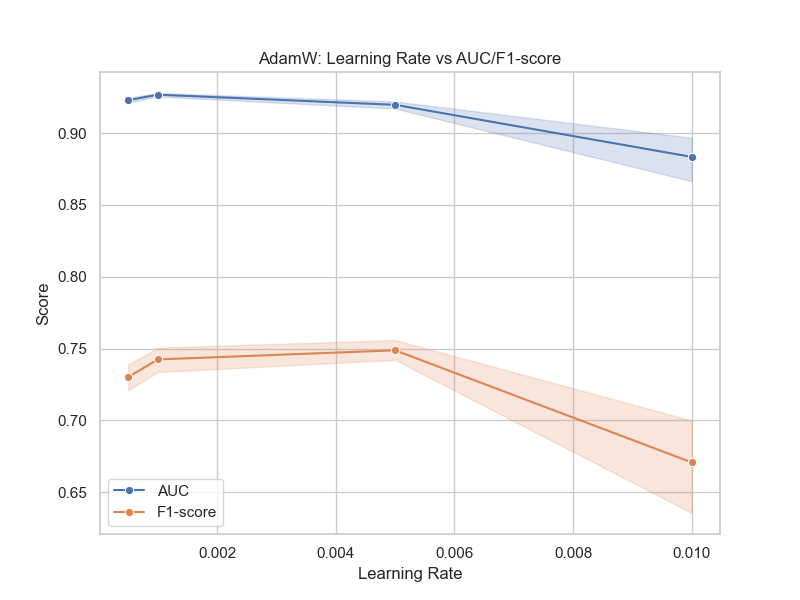 AdamW: Learning Rate vs AUC/F1-score
Score
0.90
0.85
0.80
0.75
0.70
0.65
AUC
F1-score
0.002 0.004 0.006 0.008 0.010
Learning Rate